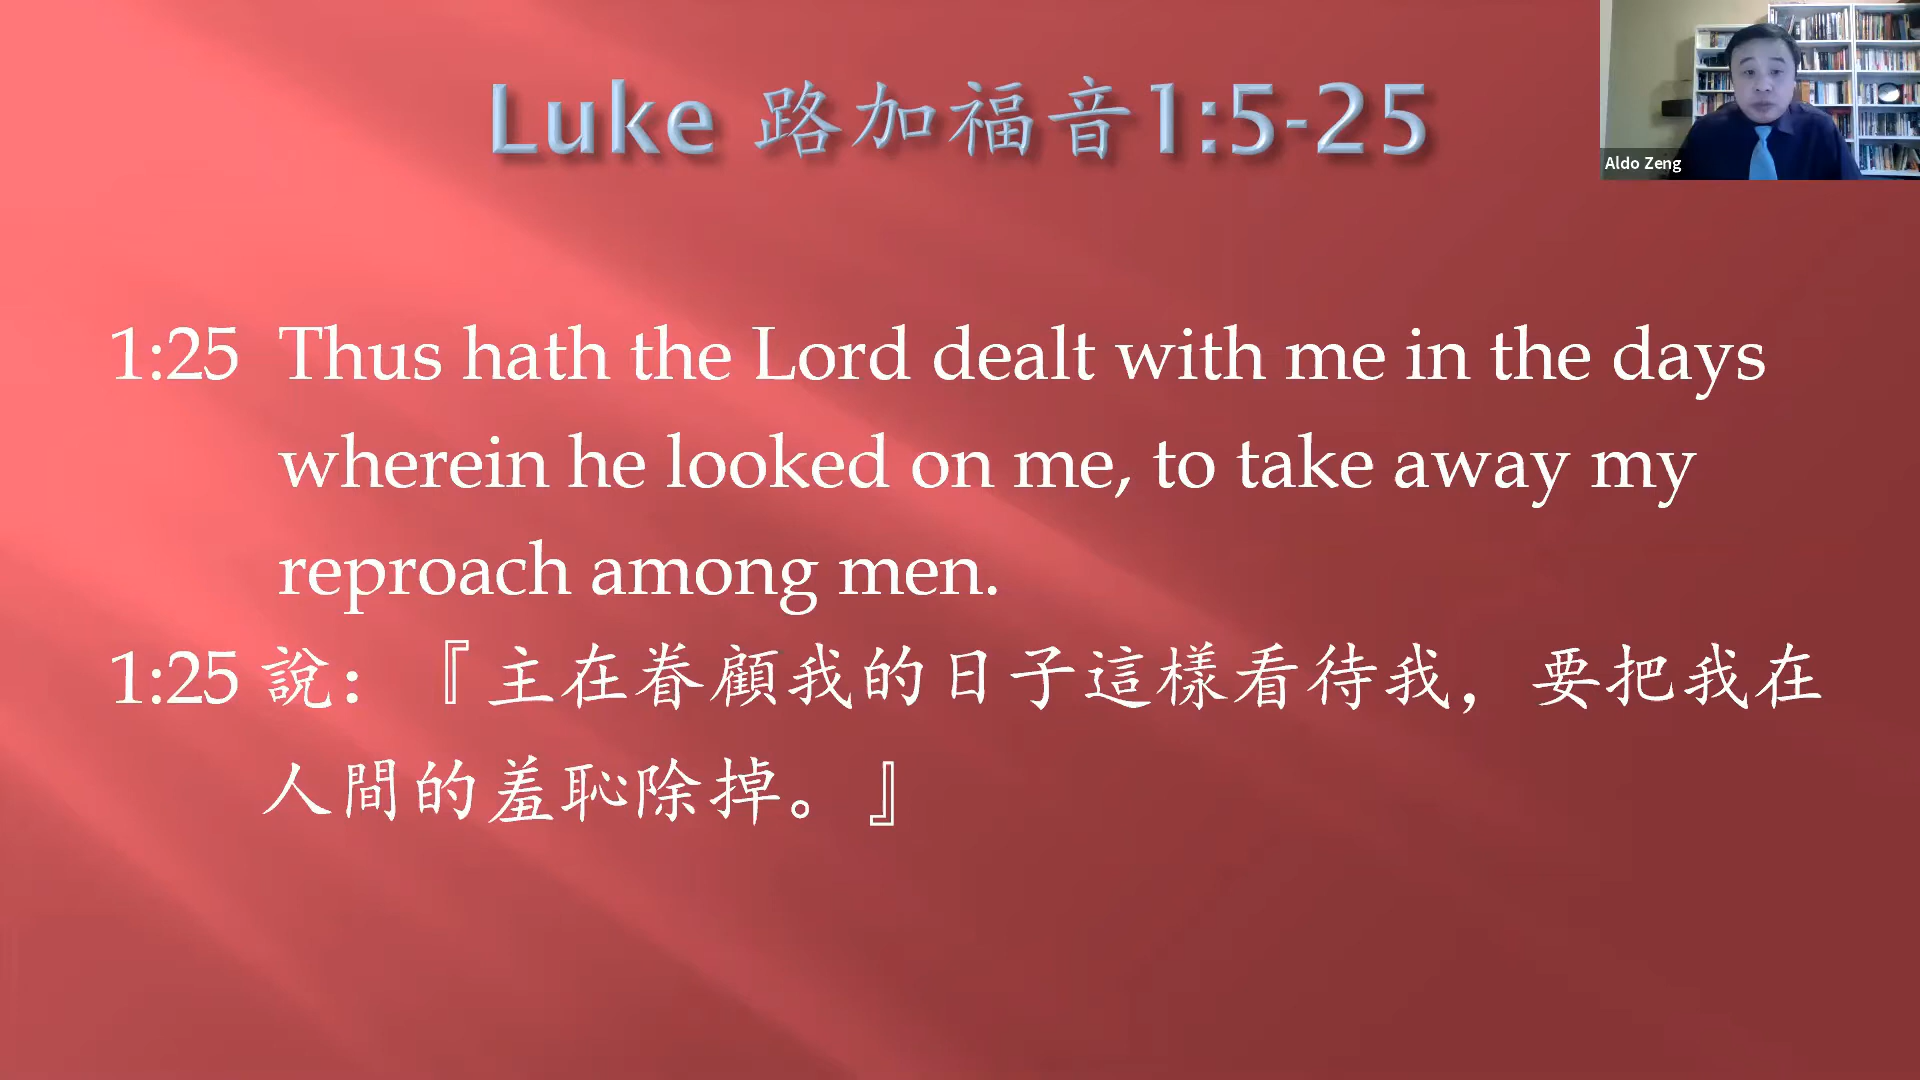 Luke 路加福音1:5-25
Aldo Zeng
1:25 Thus hath the Lord dealt with me in the days
wherein he looked on me, to take away my
reproach among men.
1:25 說：『主在眷顧我的日子這樣看待我，要把我在
人間的羞恥除掉。』